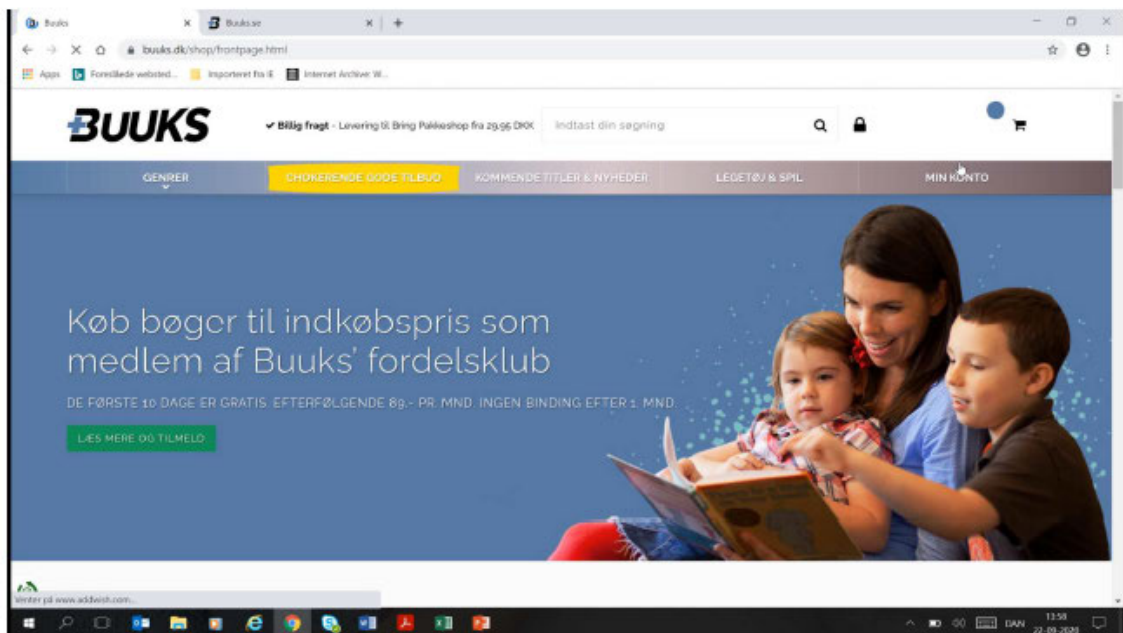 Buuks
Buuks.se
buuks.dk/shop/frontpage.html
Apps
Foreslåede websted...
Importeret fra IE
Internet Archive: W...
BUUKS
✔ Billig fragt - Levering til Bring Pakkeshop fra 29,95 DKK
Indtast din søgning
GENRER
CHOKERENDE GODE TILBUD
KOMMENDE TITLER & NYHEDER
LEGETØJ & SPIL
MIN KONTO
Køb bøger til indkøbspris som
medlem af Buuks' fordelsklub
DE FØRSTE 10 DAGE ER GRATIS. EFTERFØLGENDE 89,- PR. MND. INGEN BINDING EFTER 1. MND.
LÆS MERE OG TILMELD
Venter på www.addwish.com...
DAN
13:58
22-09-2020